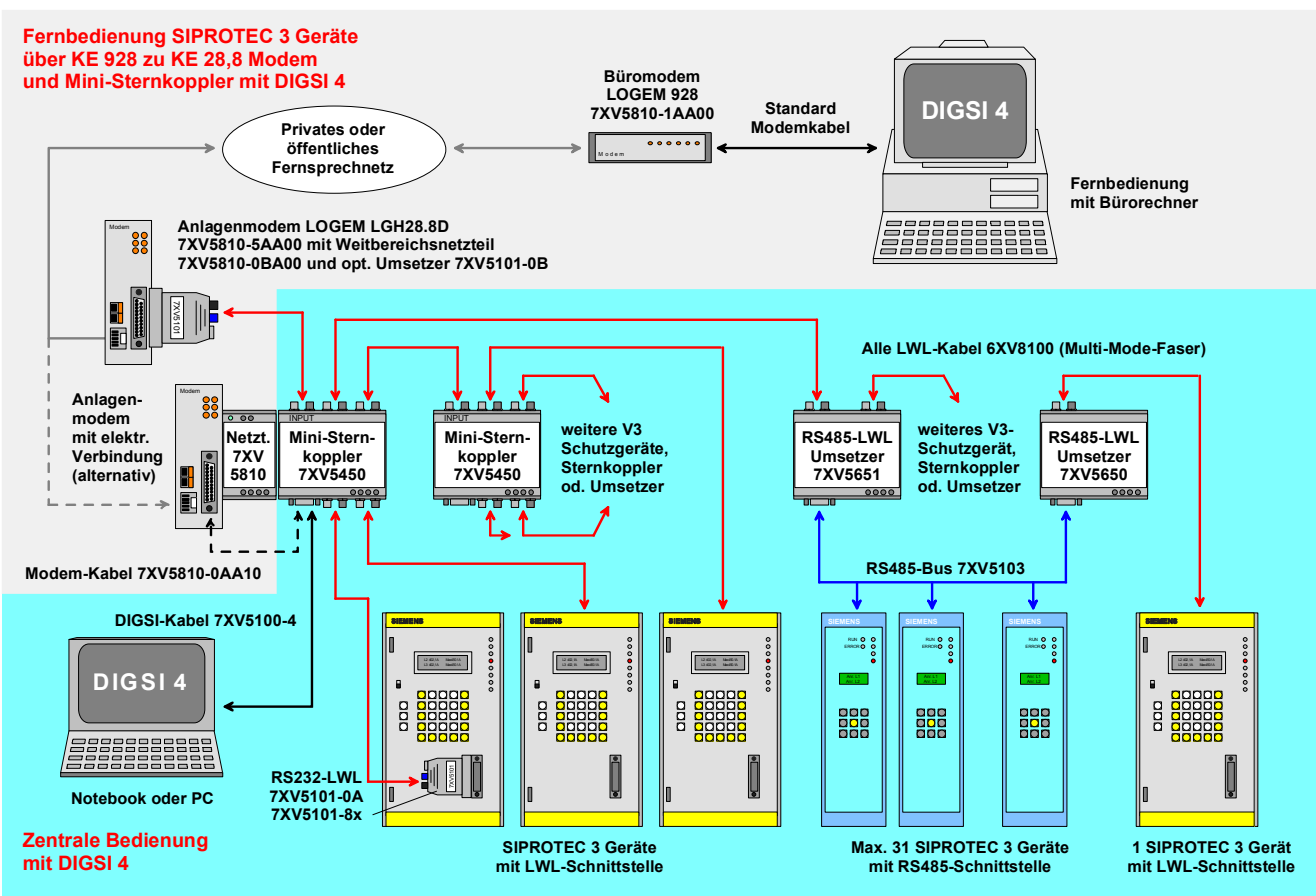 Fernbedienung SIPROTEC 3 Geräte
über KE 928 zu KE 28,8 Modem
und Mini-Sternkoppler mit DIGSI 4
Privates oder
öffentliches
Fernsprechnetz
Büromodem
LOGEM 928
7XV5810-1AA00
Modem
Standard
Modemkabel
DIGSI 4
Fernbedienung
mit Bürorechner
Modem
Anlagenmodem LOGEM LGH28.8D
7XV5810-5AA00 mit Weitbereichsnetzteil
7XV5810-0BA00 und opt. Umsetzer 7XV5101-0B
7XV5101
Alle LWL-Kabel 6XV8100 (Multi-Mode-Faser)
Anlagen-
modem
mit elektr.
Verbindung
(alternativ)
Modem
Netzt.
7XV
5810
INPUT
Mini-Stern-
koppler
7XV5450
INPUT
Mini-Stern-
koppler
7XV5450
weitere V3
Schutzgeräte,
Sternkoppler
od. Umsetzer
RS485-LWL
Umsetzer
7XV5651
weiteres V3-
Schutzgerät,
Sternkoppler
od. Umsetzer
RS485-LWL
Umsetzer
7XV5650
Modem-Kabel 7XV5810-0AA10
RS485-Bus 7XV5103
DIGSI-Kabel 7XV5100-4
DIGSI 4
Notebook oder PC
SIEMENS
SIEMENS
SIEMENS
SIEMENS
RUN
ERROR
SIEMENS
RUN
ERROR
SIEMENS
RUN
ERROR
SIEMENS
7XV5101
RS232-LWL
7XV5101-0A
7XV5101-8x
Zentrale Bedienung
mit DIGSI 4
SIPROTEC 3 Geräte
mit LWL-Schnittstelle
Max. 31 SIPROTEC 3 Geräte
mit RS485-Schnittstelle
1 SIPROTEC 3 Gerät
mit LWL-Schnittstelle